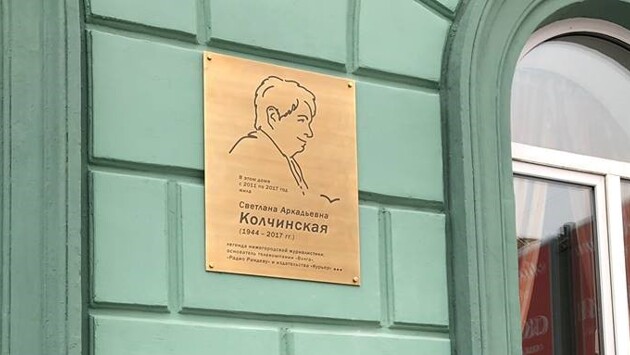 В этом доме
с 2011 по 2017 год
жила
Светлана Аркадьевна
Колчинская
(1944 – 2017 гг.)
легенда нижегородской журналистики,
основатель телекомпании «Волга»,
«Радио Рандеву» и издательства «Курьер»